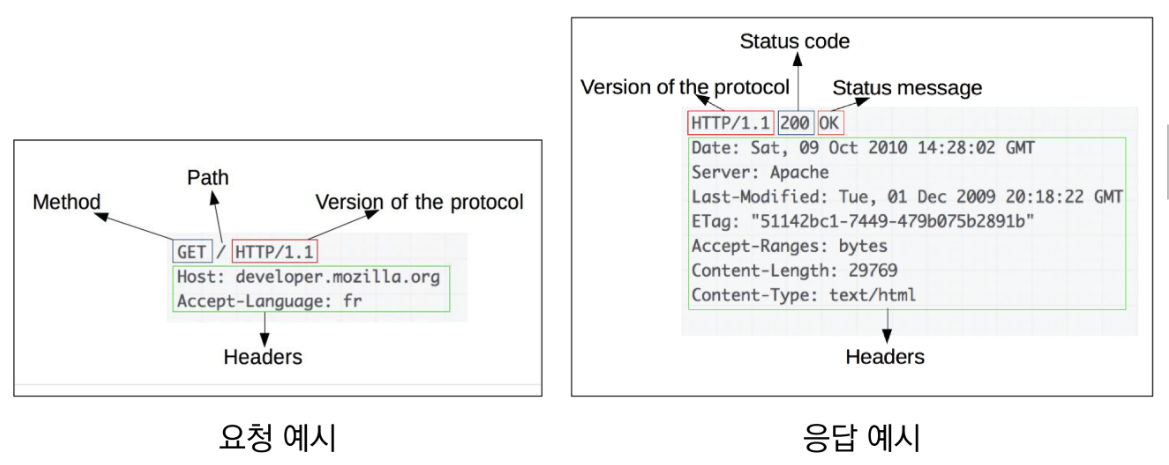 Method
Path
Version of the protocol
GET / HTTP/1.1
Host: developer.mozilla.org
Accept-Language: fr
Headers
요청 예시
Status code
Version of the protocol
Status message
HTTP/1.1 200 OK
Date: Sat, 09 Oct 2010 14:28:02 GMT
Server: Apache
Last-Modified: Tue, 01 Dec 2009 20:18:22 GMT
ETag: "51142bc1-7449-479b075b2891b"
Accept-Ranges: bytes
Content-Length: 29769
Content-Type: text/html
Headers
응답 예시